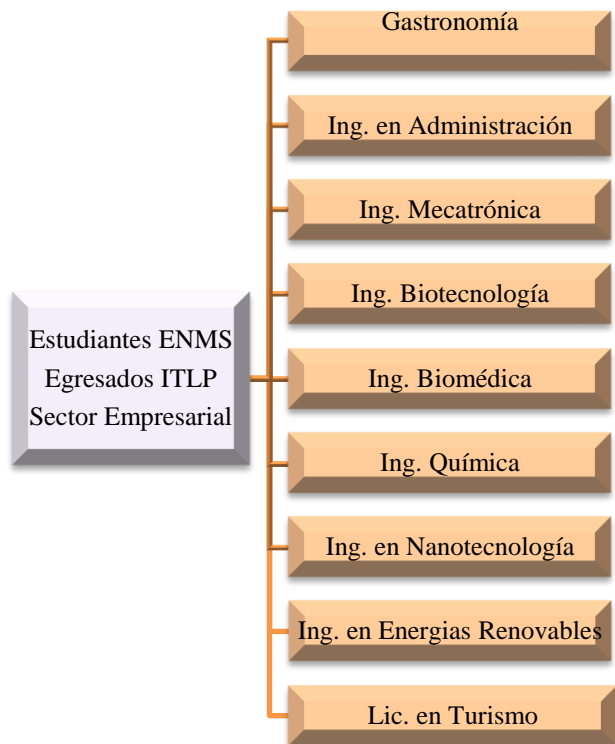 Gastronomía
Ing. en Administración
Ing. Mecatrónica
Ing. Biotecnología
Estudiantes ENMS
Egresados ITLP
Sector Empresarial
Ing. Biomédica
Ing. Química
Ing. en Nanotecnología
Ing. en Energias Renovables
Lic. en Turismo